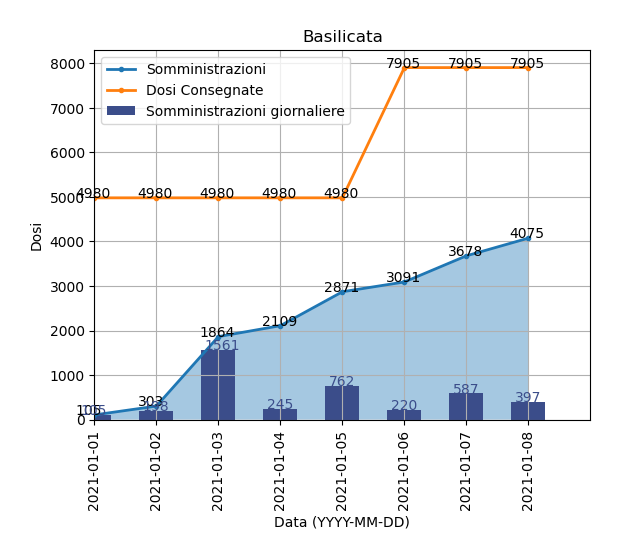 Basilicata
Somministrazioni
Dosi Consegnate
Somministrazioni giornaliere
8000
7000
6000
5000
4000
3000
2000
1000
0
Dosi
4980 4980 4980 4980 4980 7905 7905 7905
303 1864 2109 2871 3091 3678 4075
1561 245 762 220 587 397
2021-01-01
2021-01-02
2021-01-03
2021-01-04
2021-01-05
2021-01-06
2021-01-07
2021-01-08
Data (YYYY-MM-DD)